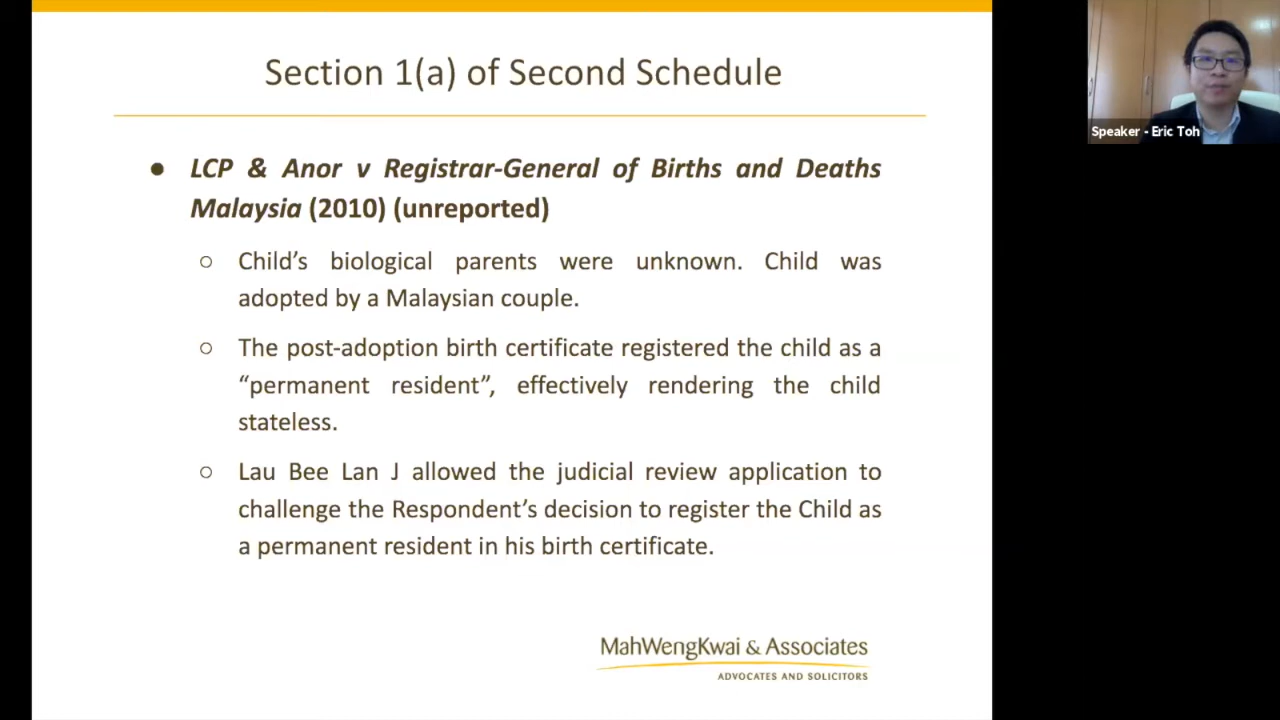 Section 1(a) of Second Schedule
● LCP & Anor v Registrar-General of Births and Deaths
Malaysia (2010) (unreported)
○ Child’s biological parents were unknown. Child was
adopted by a Malaysian couple.
○ The post-adoption birth certificate registered the child as a
“permanent resident”, effectively rendering the child
stateless.
○ Lau Bee Lan J allowed the judicial review application to
challenge the Respondent’s decision to register the Child as
a permanent resident in his birth certificate.
MahWengKwai & Associates
ADVOCATES AND SOLICITORS
Speaker - Eric Toh